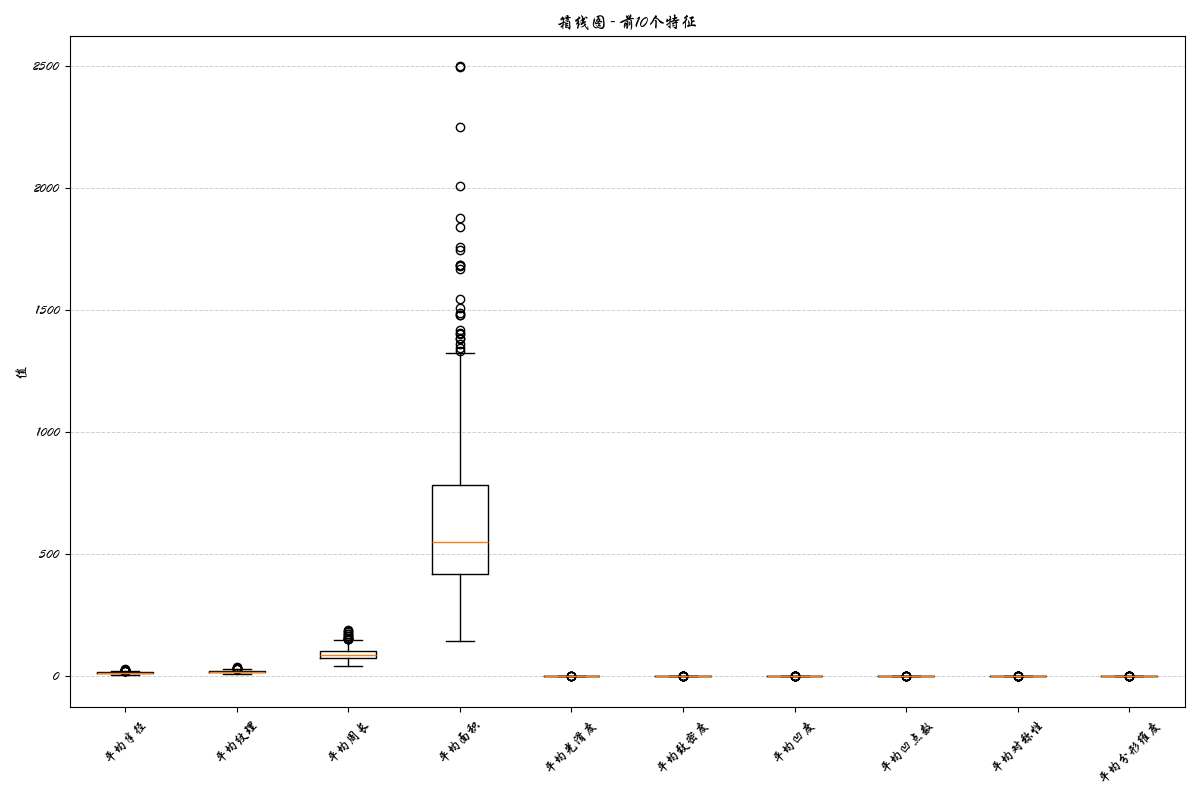 箱线图 - 前10个特征
2500
2000
1500
1000
500
0
值
平均半径
平均纹理
平均周长
平均面积
平均光滑度
平均致密度
平均凹度
平均凹点数
平均对称性
平均分形维度